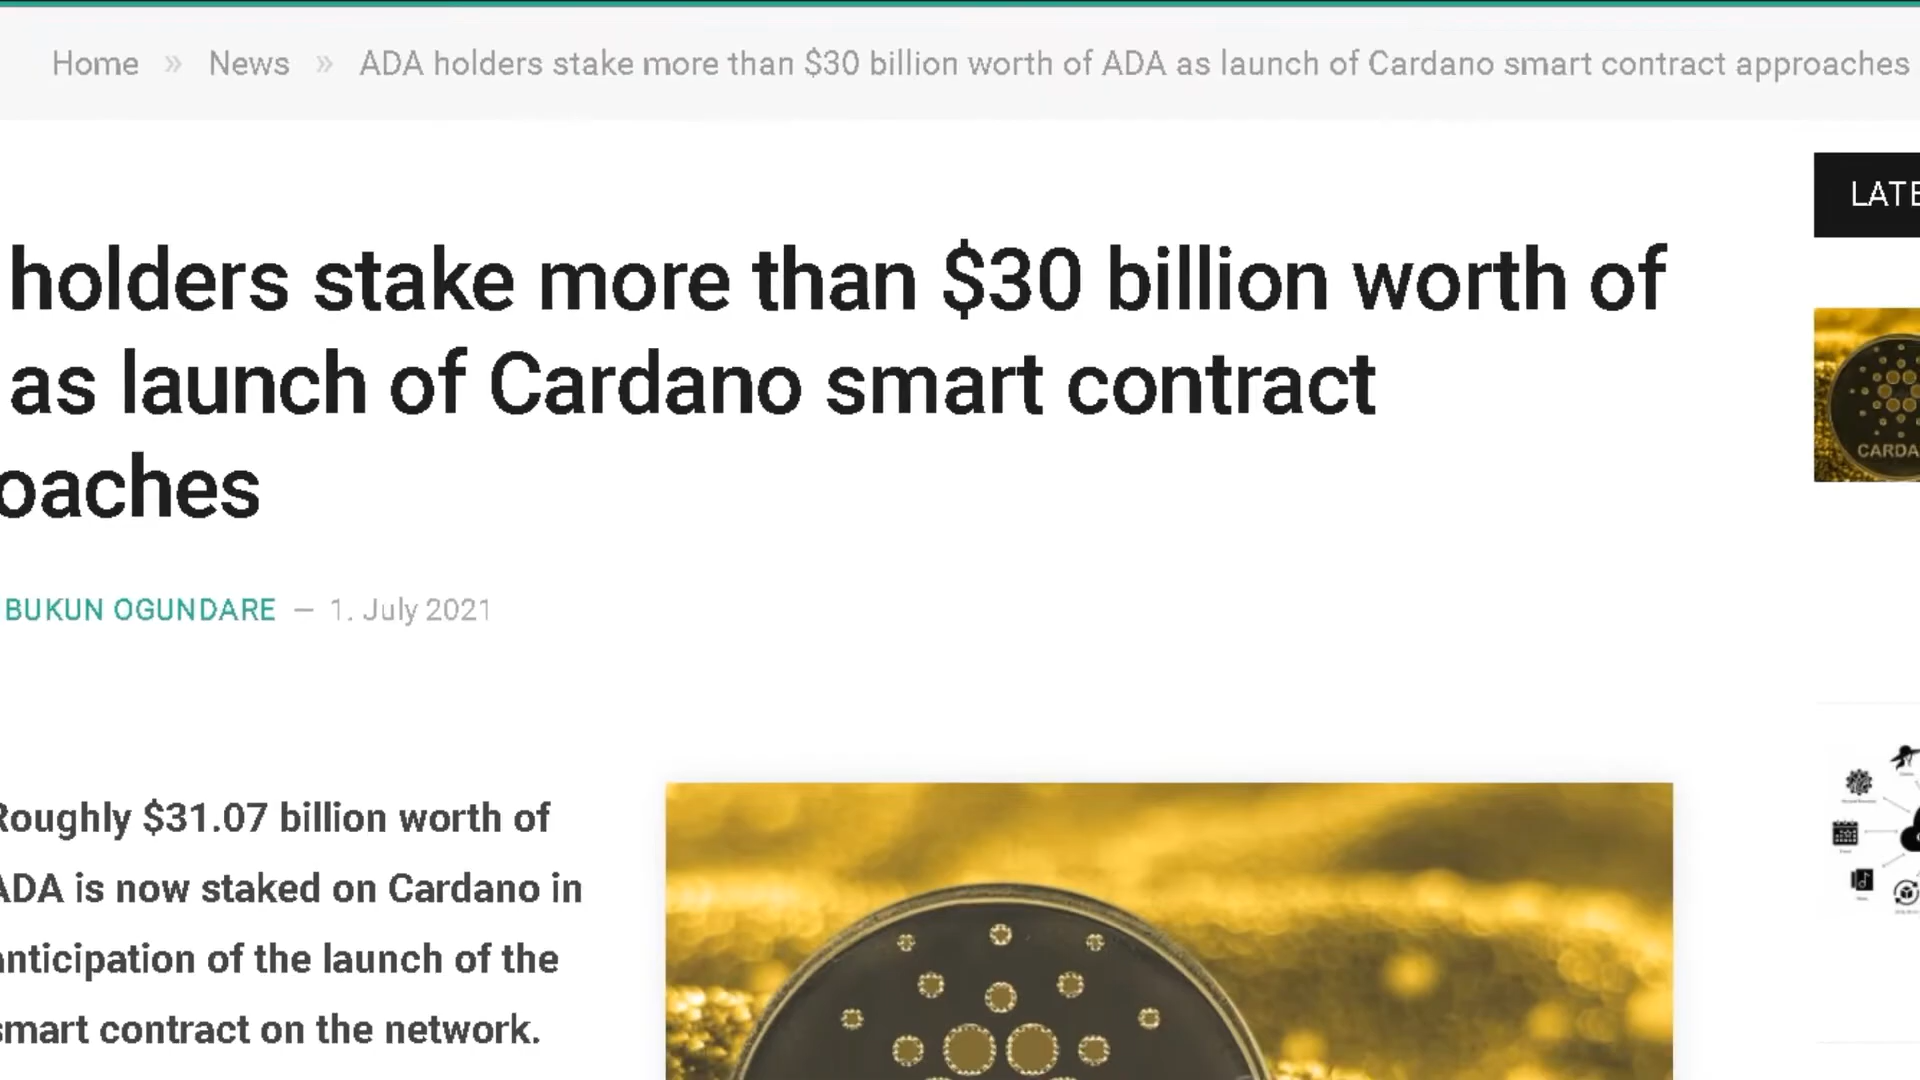 Home » News » ADA holders stake more than $30 billion worth of ADA as launch of Cardano smart contract approaches
LATE
holders stake more than $30 billion worth of
as launch of Cardano smart contract
oaches
CARDA
BUKUN OGUNDARE — 1. July 2021
Roughly $31.07 billion worth of
ADA is now staked on Cardano in
anticipation of the launch of the
smart contract on the network.